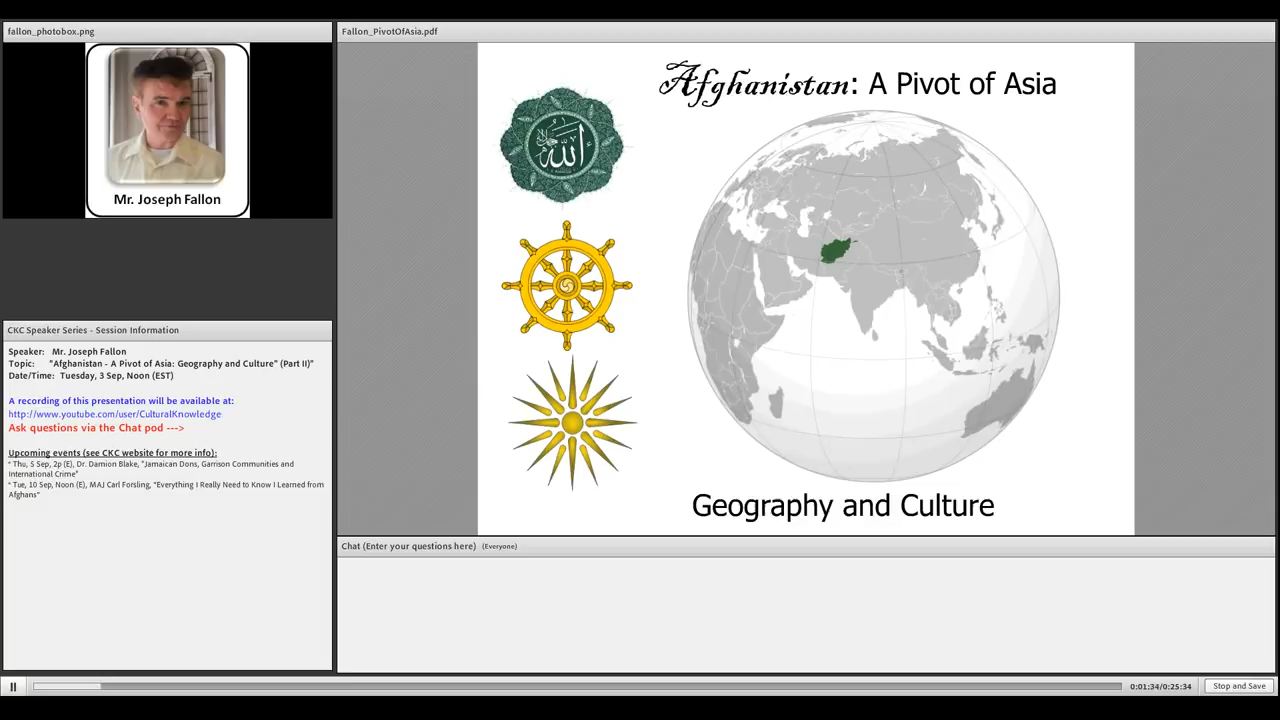 fallon_photobox.png
Mr. Joseph Fallon
CKC Speaker Series - Session Information
Speaker: Mr. Joseph Fallon
Topic: "Afghanistan - A Pivot of Asia: Geography and Culture" (Part II)"
Date/Time: Tuesday, 3 Sep, Noon (EST)
A recording of this presentation will be available at:
http://www.youtube.com/user/CulturalKnowledge
Ask questions via the Chat pod --->
Upcoming events (see CKC website for more info):
* Thu, 5 Sep, 2p (E), Dr. Damion Blake, "Jamaican Dons, Garrison Communities and
International Crime"
* Tue, 10 Sep, Noon (E), MAJ Carl Forsling, "Everything I Really Need to Know I Learned from
Afghans"
Fallon_PivotOfAsia.pdf
Afghanistan: A Pivot of Asia
الله
Geography and Culture
Chat (Enter your questions here) (Everyone)
0:01:34/0:25:34
Stop and Save